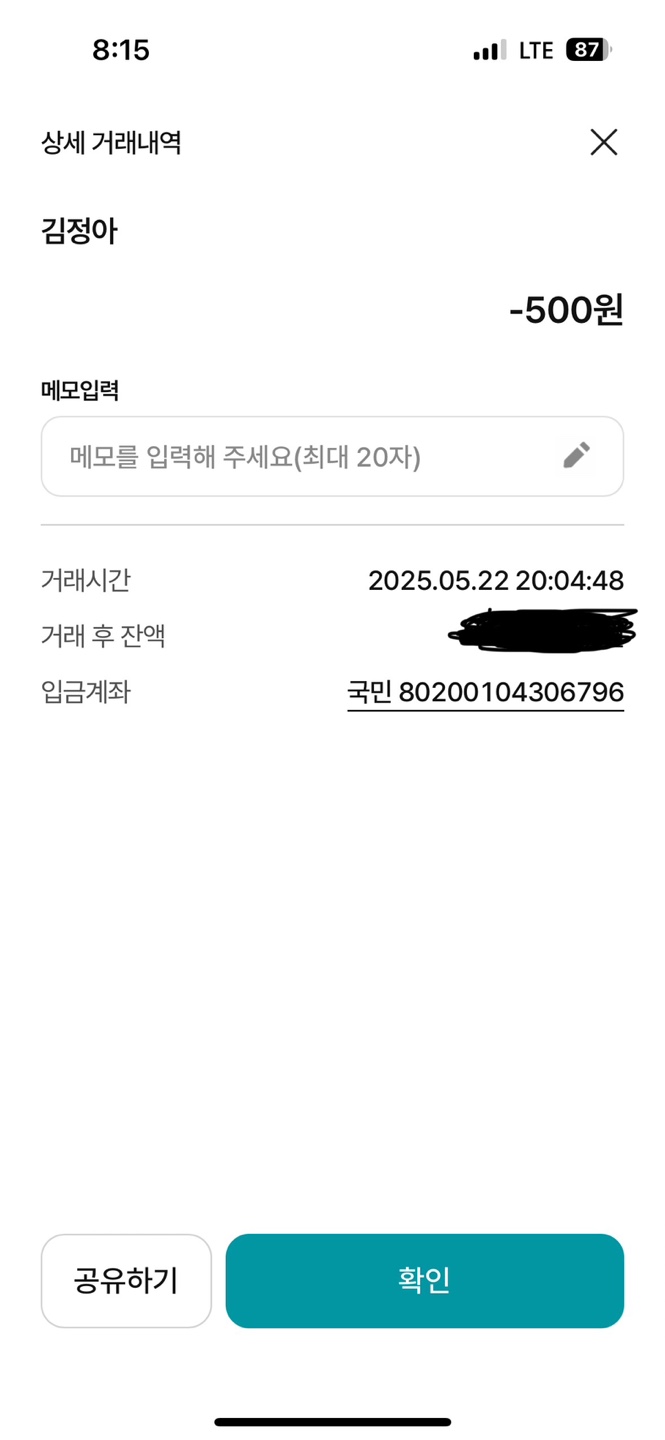 8:15
LTE 87
상세 거래내역
김정아
-500원
메모입력
메모를 입력해 주세요(최대 20자)
거래시간 2025.05.22 20:04:48
거래 후 잔액
입금계좌 국민 80200104306796
공유하기 확인